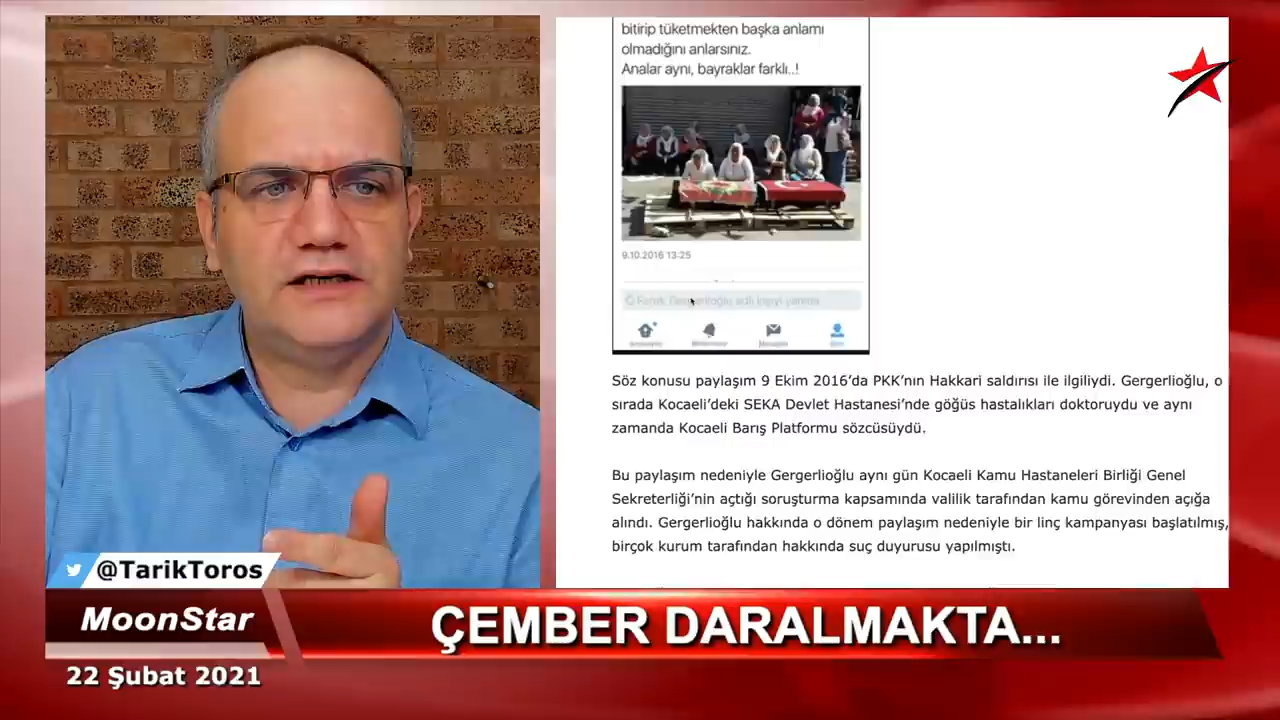 bitirip tüketmekten başka anlamı
olmadığını anlarsınız.
Analar aynı, bayraklar farklı..!
9.10.2016 13:25
Söz konusu paylaşım 9 Ekim 2016'da PKK'nın Hakkari saldırısı ile ilgiliydi. Gergerlioğlu, o
sırada Kocaeli'deki SEKA Devlet Hastanesi'nde göğüs hastalıkları doktoruydu ve aynı
zamanda Kocaeli Barış Platformu sözcüsüydü.
Bu paylaşım nedeniyle Gergerlioğlu aynı gün Kocaeli Kamu Hastaneleri Birliği Genel
Sekreterliği'nin açtığı soruşturma kapsamında valilik tarafından kamu görevinden açığa
alındı. Gergerlioğlu hakkında o dönem paylaşım nedeniyle bir linç kampanyası başlatılmış,
birçok kurum tarafından hakkında suç duyurusu yapılmıştı.
@TarikToros
MoonStar
ÇEMBER DARALMAKTA...
22 Şubat 2021